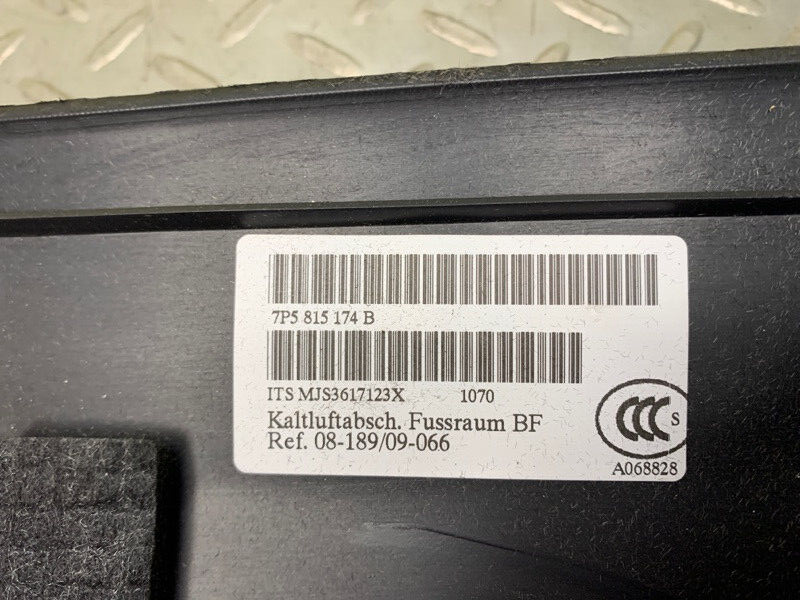 7P5 815 174 B
ITS MJS3617123X 1070
Kaltluftabsch. Fussraum BF
Ref. 08-189/09-066
CCC S
A068828